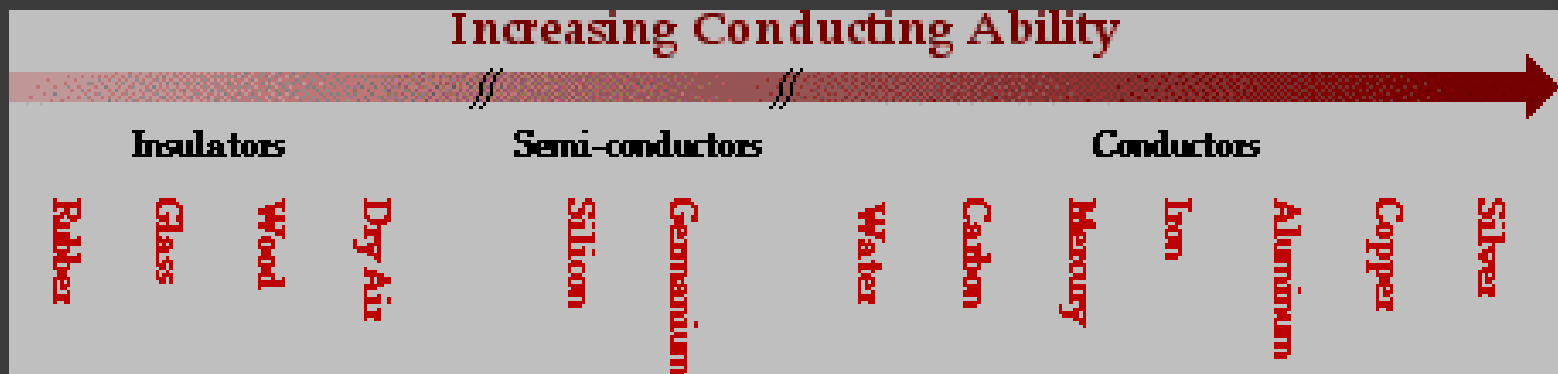 Increasing Conducting Ability
Insulators
Semi-conductors
Conductors
Rubber
Glass
Wood
Dry Air
Silicon
Germanium
Water
Carbon
Mercury
Iron
Aluminum
Copper
Silver